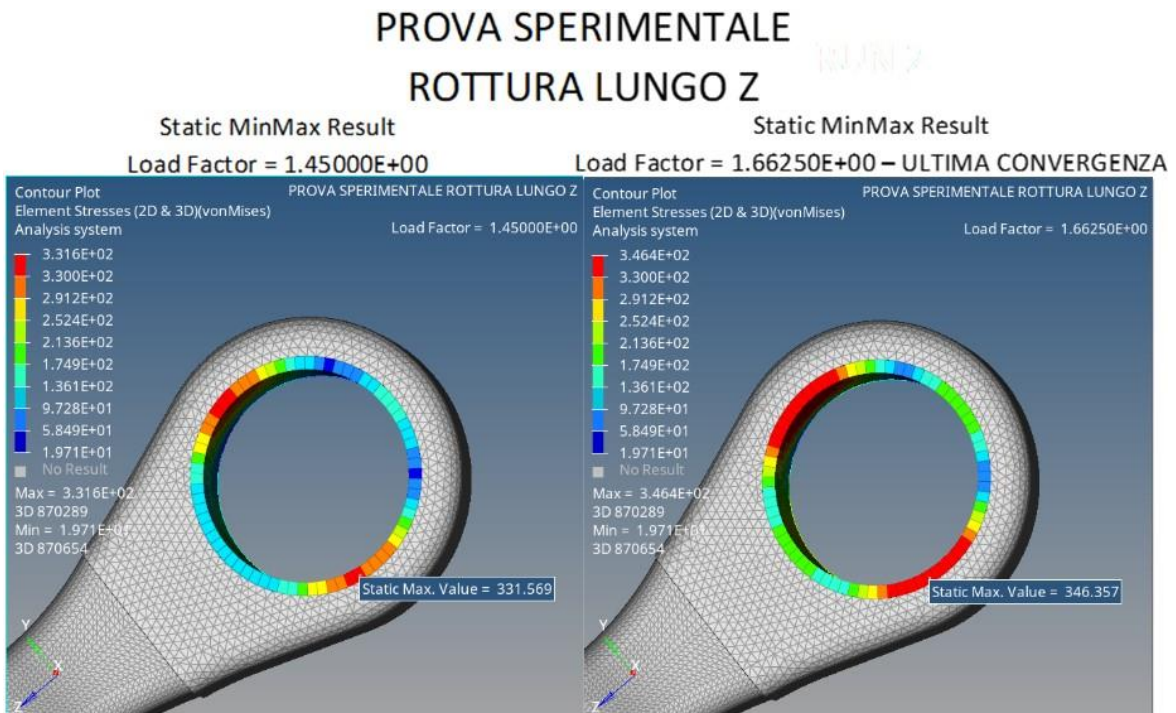 PROVA SPERIMENTALE
RUN 2
ROTTURA LUNGO Z
Static MinMax Result
Load Factor = 1.45000E+00
Static MinMax Result
Load Factor = 1.66250E+00 – ULTIMA CONVERGENZA
Contour Plot
Element Stresses (2D & 3D)(vonMises)
Analysis system
PROVA SPERIMENTALE ROTTURA LUNGO Z
Load Factor = 1.45000E+00
3.316E+02
3.300E+02
2.912E+02
2.524E+02
2.136E+02
1.749E+02
1.361E+02
9.728E+01
5.849E+01
1.971E+01
No Result
Max = 3.316E+02
3D 870289
Min = 1.971E+01
3D 870654
Static Max. Value = 331.569
Y
X
Z
Contour Plot
Element Stresses (2D & 3D)(vonMises)
Analysis system
PROVA SPERIMENTALE ROTTURA LUNGO Z
Load Factor = 1.66250E+00
3.464E+02
3.300E+02
2.912E+02
2.524E+02
2.136E+02
1.749E+02
1.361E+02
9.728E+01
5.849E+01
1.971E+01
No Result
Max = 3.464E+02
3D 870289
Min = 1.971E+01
3D 870654
Static Max. Value = 346.357
Y
X
Z